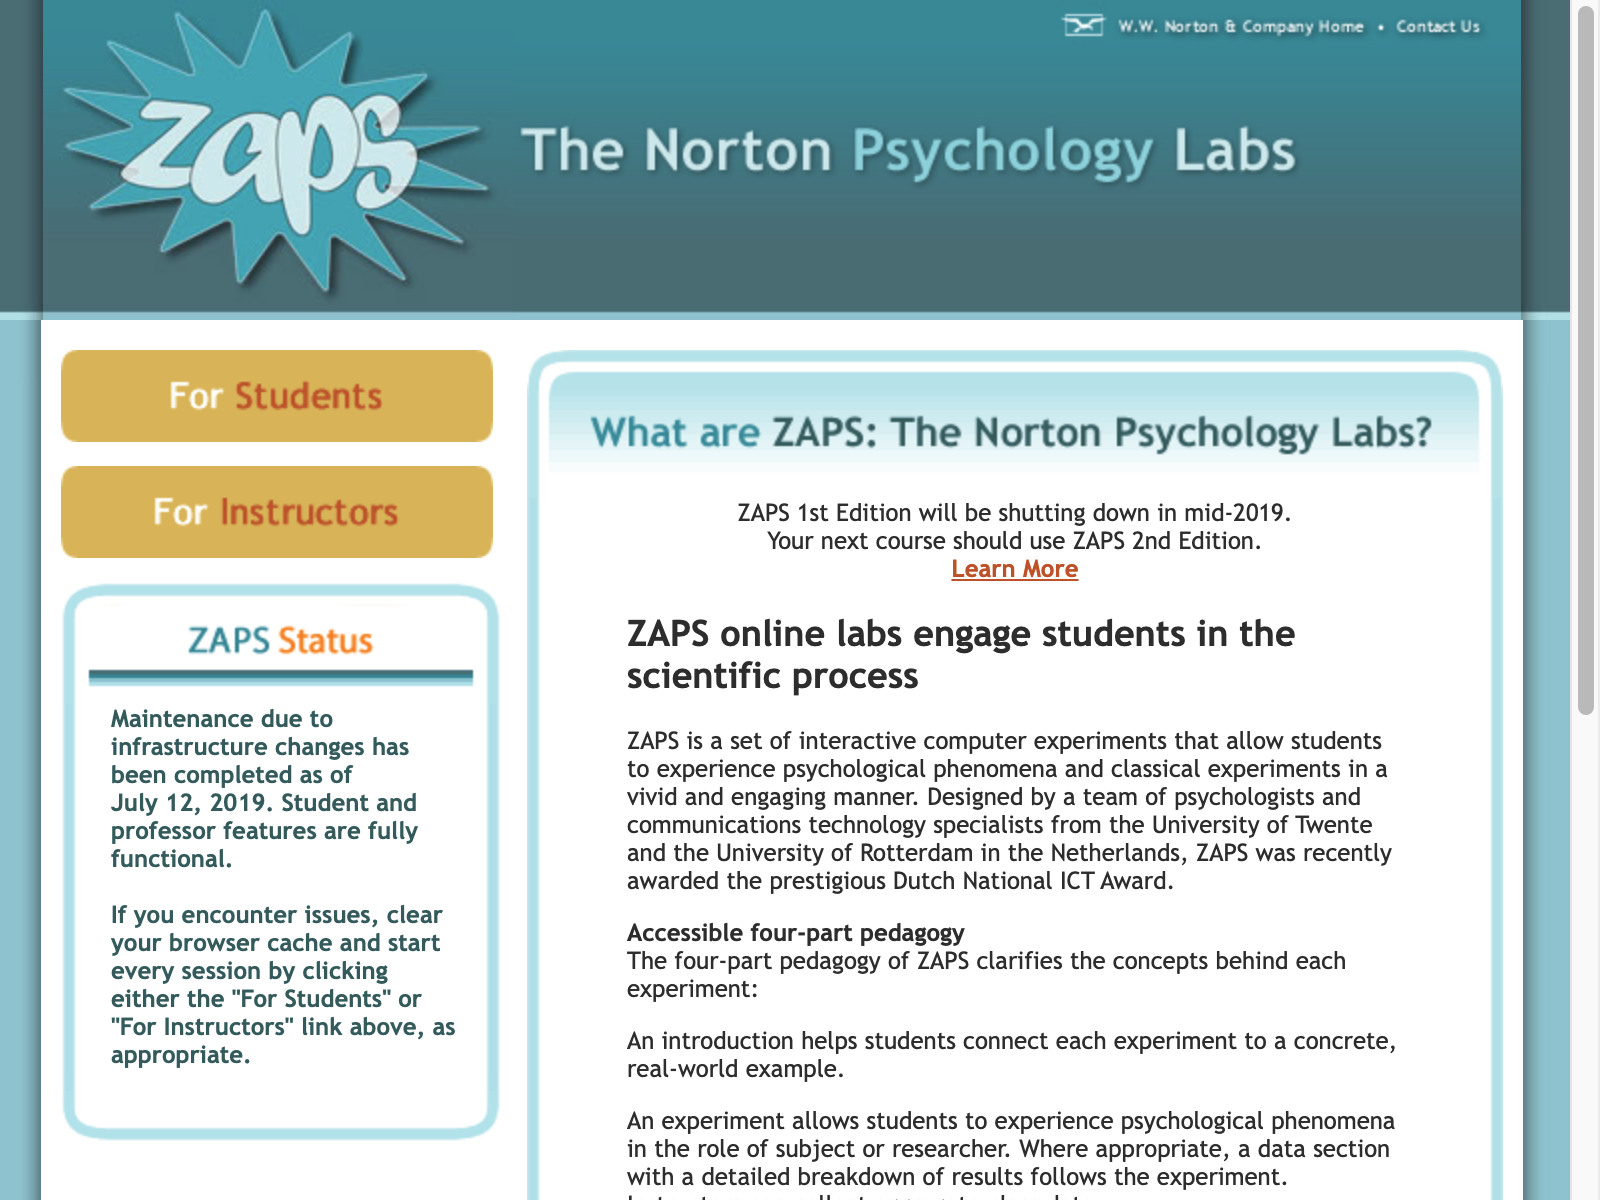 W.W. Norton & Company Home • Contact Us
zaps
The Norton Psychology Labs
For Students
For Instructors
ZAPS Status
Maintenance due to
infrastructure changes has
been completed as of
July 12, 2019. Student and
professor features are fully
functional.
If you encounter issues, clear
your browser cache and start
every session by clicking
either the "For Students" or
"For Instructors" link above, as
appropriate.
What are ZAPS: The Norton Psychology Labs?
ZAPS 1st Edition will be shutting down in mid-2019.
Your next course should use ZAPS 2nd Edition.
Learn More
ZAPS online labs engage students in the
scientific process
ZAPS is a set of interactive computer experiments that allow students
to experience psychological phenomena and classical experiments in a
vivid and engaging manner. Designed by a team of psychologists and
communications technology specialists from the University of Twente
and the University of Rotterdam in the Netherlands, ZAPS was recently
awarded the prestigious Dutch National ICT Award.
Accessible four-part pedagogy
The four-part pedagogy of ZAPS clarifies the concepts behind each
experiment:
An introduction helps students connect each experiment to a concrete,
real-world example.
An experiment allows students to experience psychological phenomena
in the role of subject or researcher. Where appropriate, a data section
with a detailed breakdown of results follows the experiment.